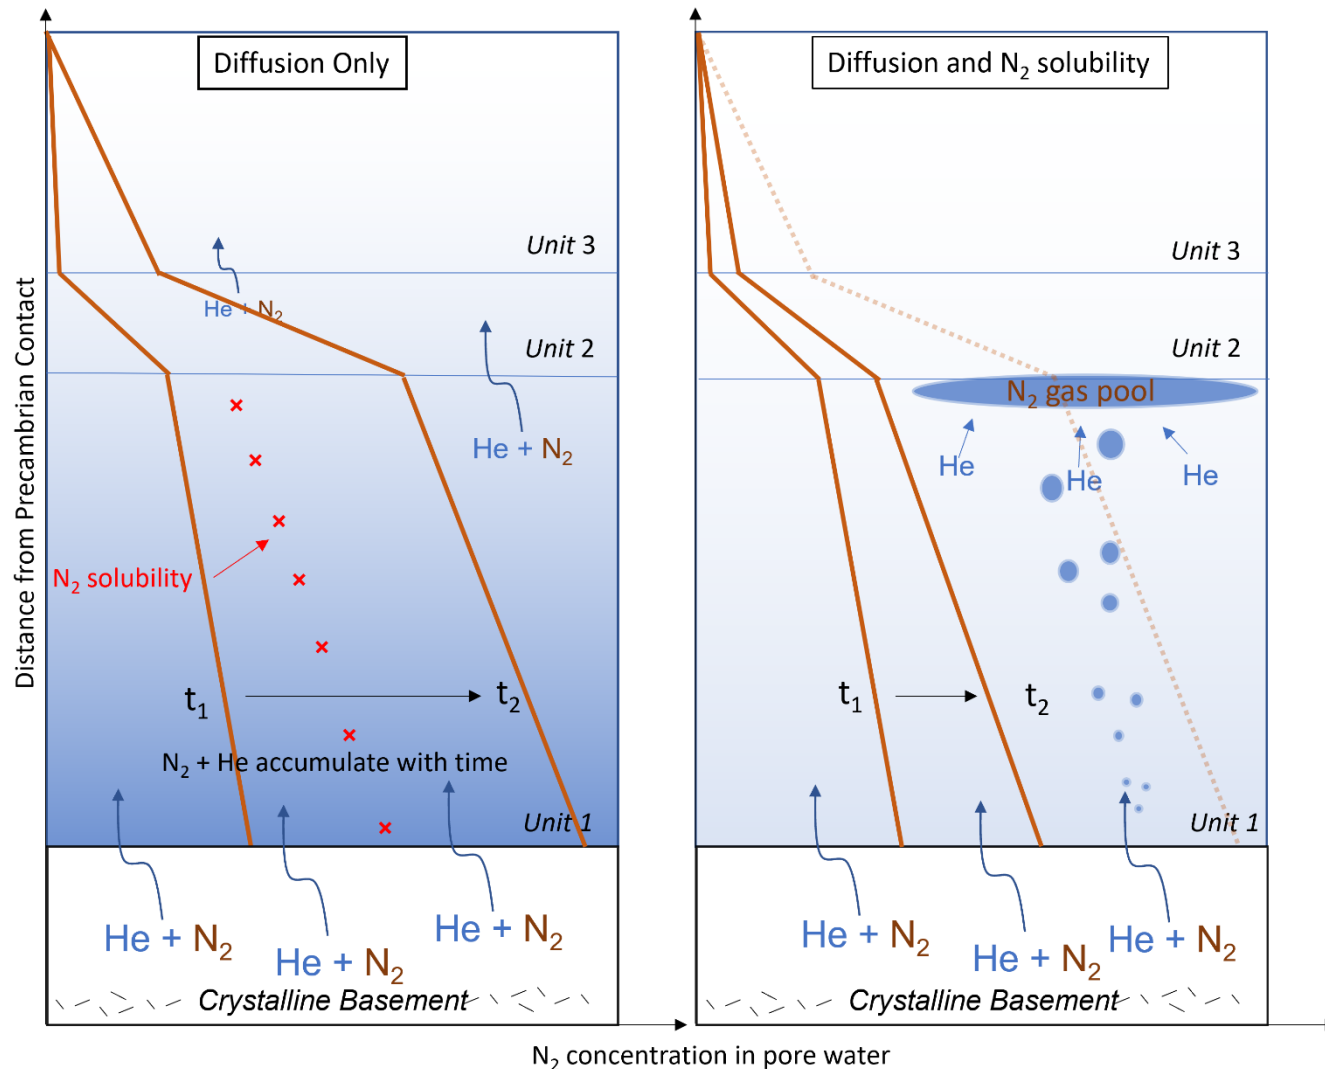 Diffusion Only
Diffusion and N₂ solubility
Distance from Precambrian Contact
Unit 3
He + N₂
Unit 2
He + N₂
N₂ solubility
t₁
t₂
N₂ + He accumulate with time
Unit 1
He + N₂
He + N₂
He + N₂
Crystalline Basement
Unit 3
Unit 2
N₂ gas pool
He
He
He
t₁
t₂
Unit 1
He + N₂
He + N₂
He + N₂
Crystalline Basement
N₂ concentration in pore water